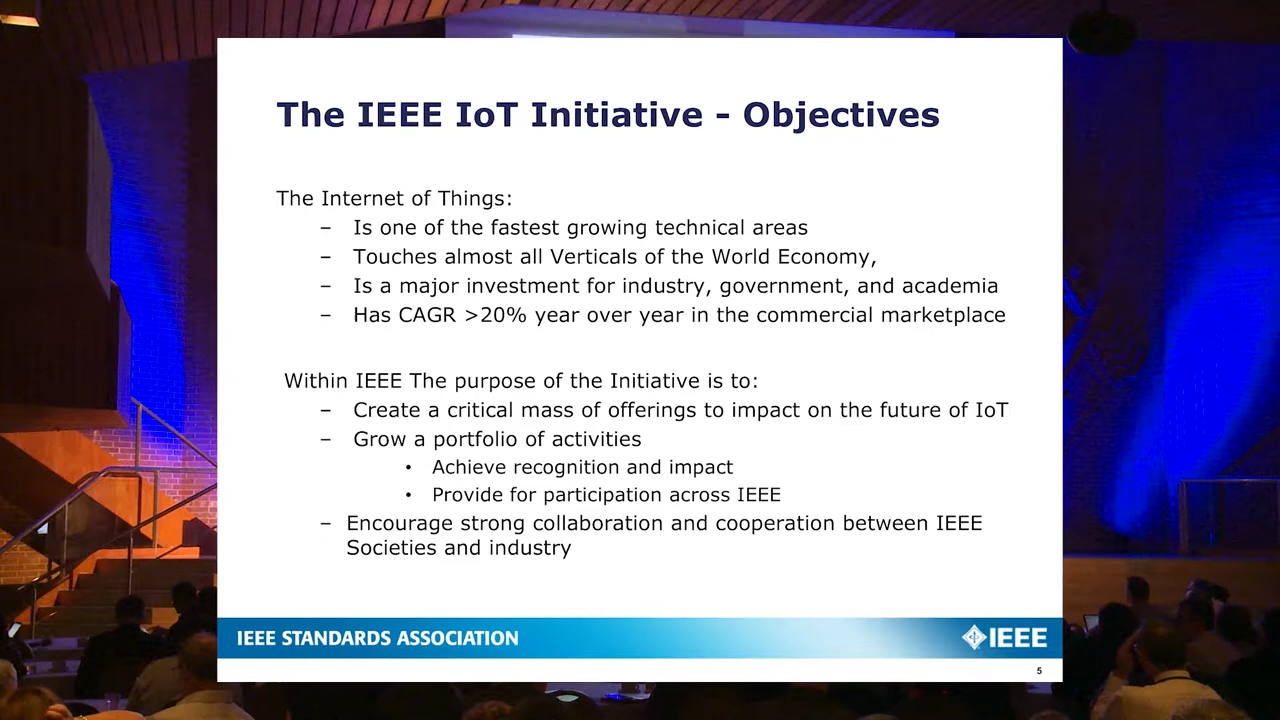 The IEEE IoT Initiative - Objectives
The Internet of Things:
– Is one of the fastest growing technical areas
– Touches almost all Verticals of the World Economy,
– Is a major investment for industry, government, and academia
– Has CAGR >20% year over year in the commercial marketplace
Within IEEE The purpose of the Initiative is to:
– Create a critical mass of offerings to impact on the future of IoT
– Grow a portfolio of activities
• Achieve recognition and impact
• Provide for participation across IEEE
– Encourage strong collaboration and cooperation between IEEE
Societies and industry
IEEE STANDARDS ASSOCIATION
IEEE
5